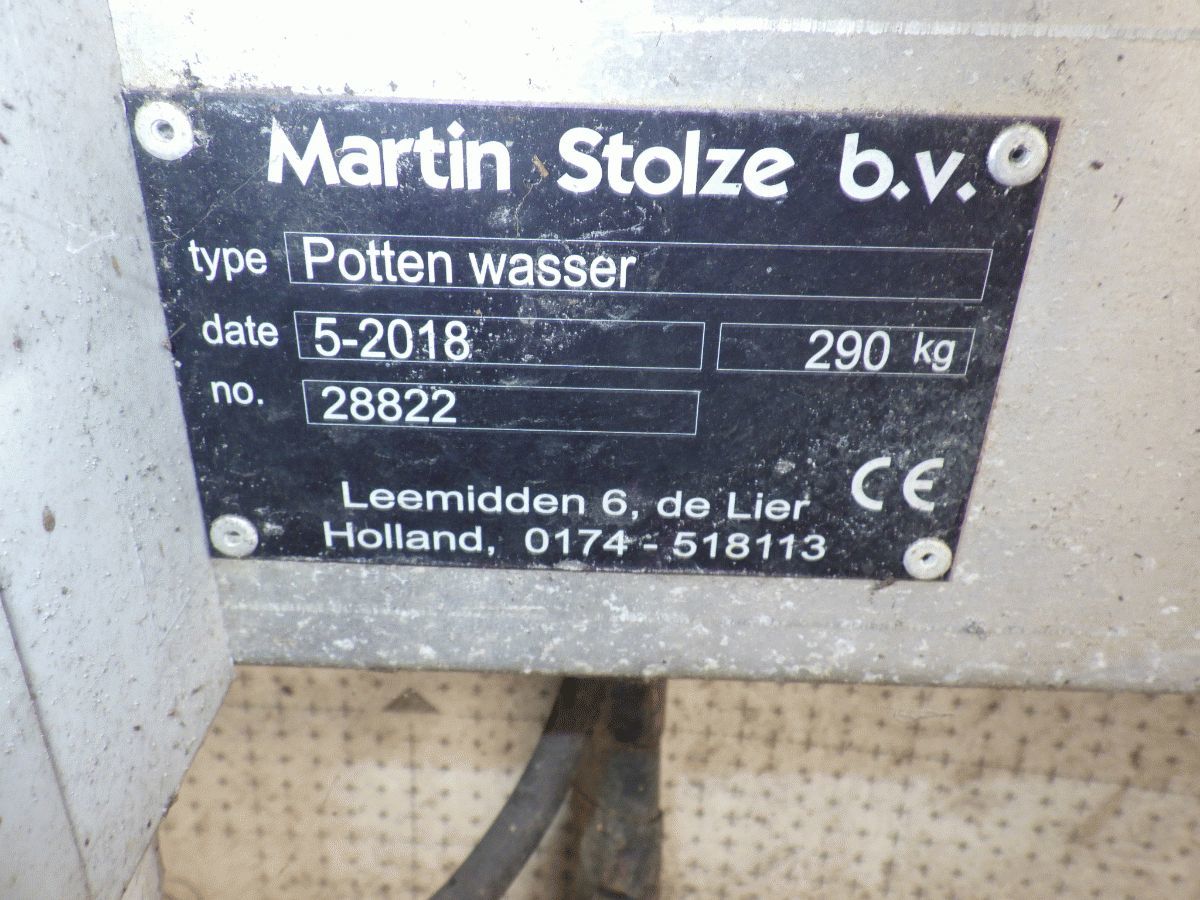 Martin Stolze b.v.
type Potten wasser
date 5-2018 290 kg
no. 28822
CE
Leemidden 6, de Lier
Holland, 0174 - 518113